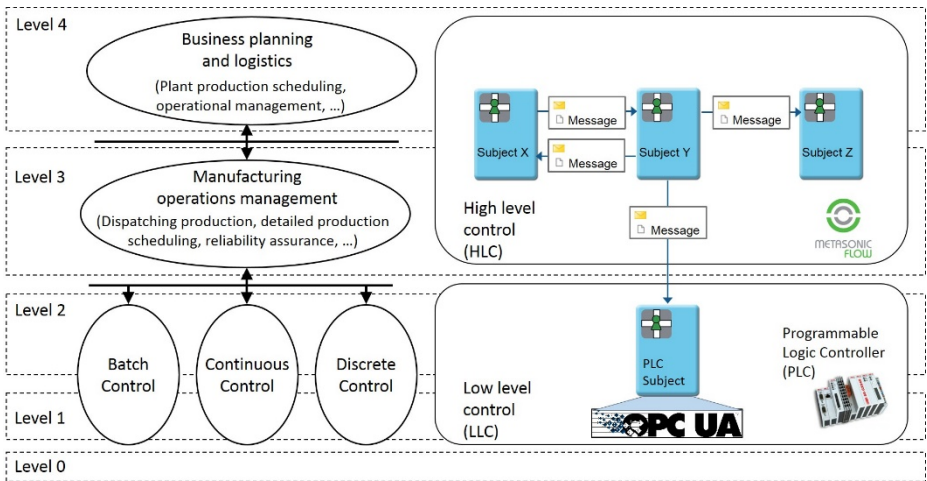 Level 4
Business planning
and logistics
(Plant production scheduling,
operational management, ...)
Level 3
Manufacturing
operations management
(Dispatching production, detailed production
scheduling, reliability assurance, ...)
Level 2
Batch
Control
Continuous
Control
Discrete
Control
Level 1
Level 0
Subject X
Message
Message
Subject Y
Message
Subject Z
Message
High level
control
(HLC)
METASONIC
FLOW
PLC
Subject
OPC UA
Low level
control
(LLC)
Programmable
Logic Controller
(PLC)